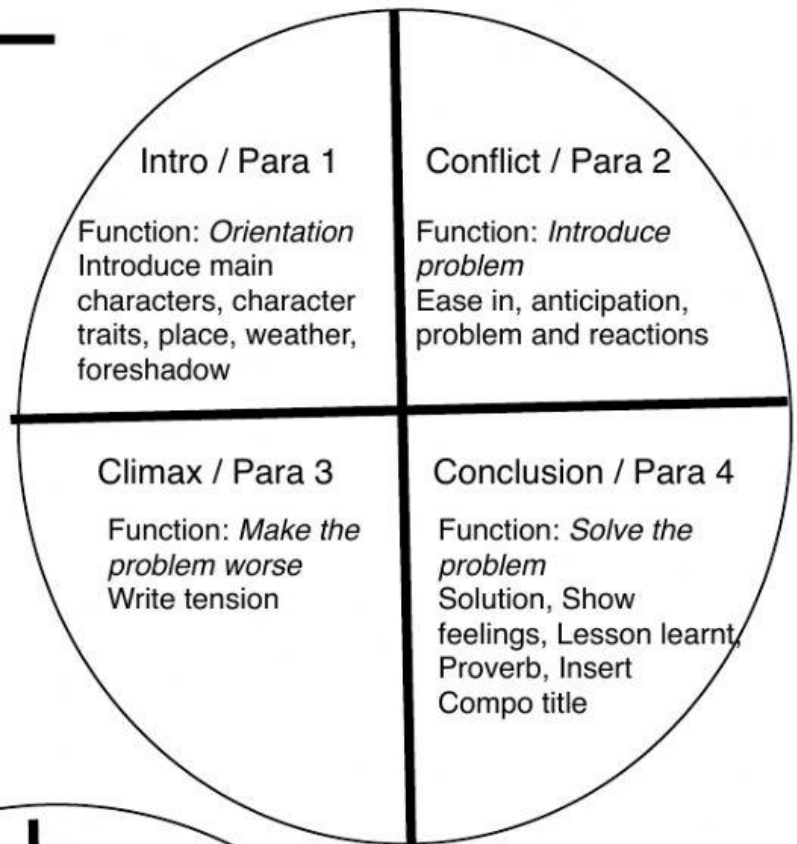 Intro / Para 1
Function: Orientation
Introduce main
characters, character
traits, place, weather,
foreshadow
Conflict / Para 2
Function: Introduce
problem
Ease in, anticipation,
problem and reactions
Climax / Para 3
Function: Make the
problem worse
Write tension
Conclusion / Para 4
Function: Solve the
problem
Solution, Show
feelings, Lesson learnt,
Proverb, Insert
Compo title